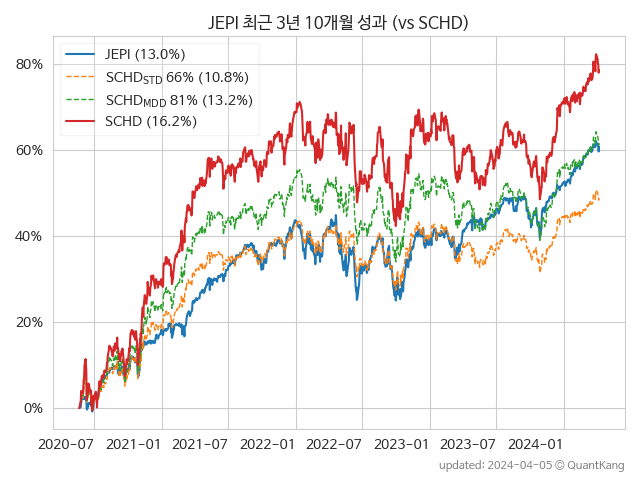 JEPI 최근 3년 10개월 성과 (vs SCHD)
JEPI (13.0%)
SCHD_STD 66% (10.8%)
SCHD_MDD 81% (13.2%)
SCHD (16.2%)
80%
60%
40%
20%
0%
2020-07 2021-01 2021-07 2022-01 2022-07 2023-01 2023-07 2024-01
updated: 2024-04-05 © QuantKang